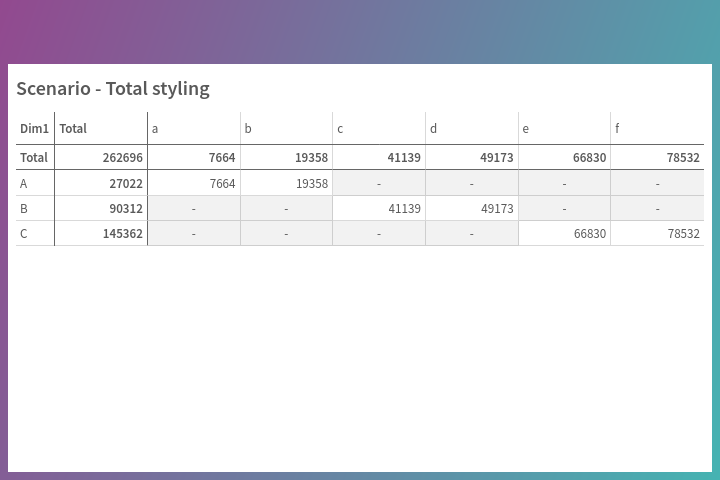 Scenario - Total styling
Dim1 Total a b c d e f
Total 262696 7664 19358 41139 49173 66830 78532
A 27022 7664 19358 - - - -
B 90312 - - 41139 49173 - -
C 145362 - - - - 66830 78532